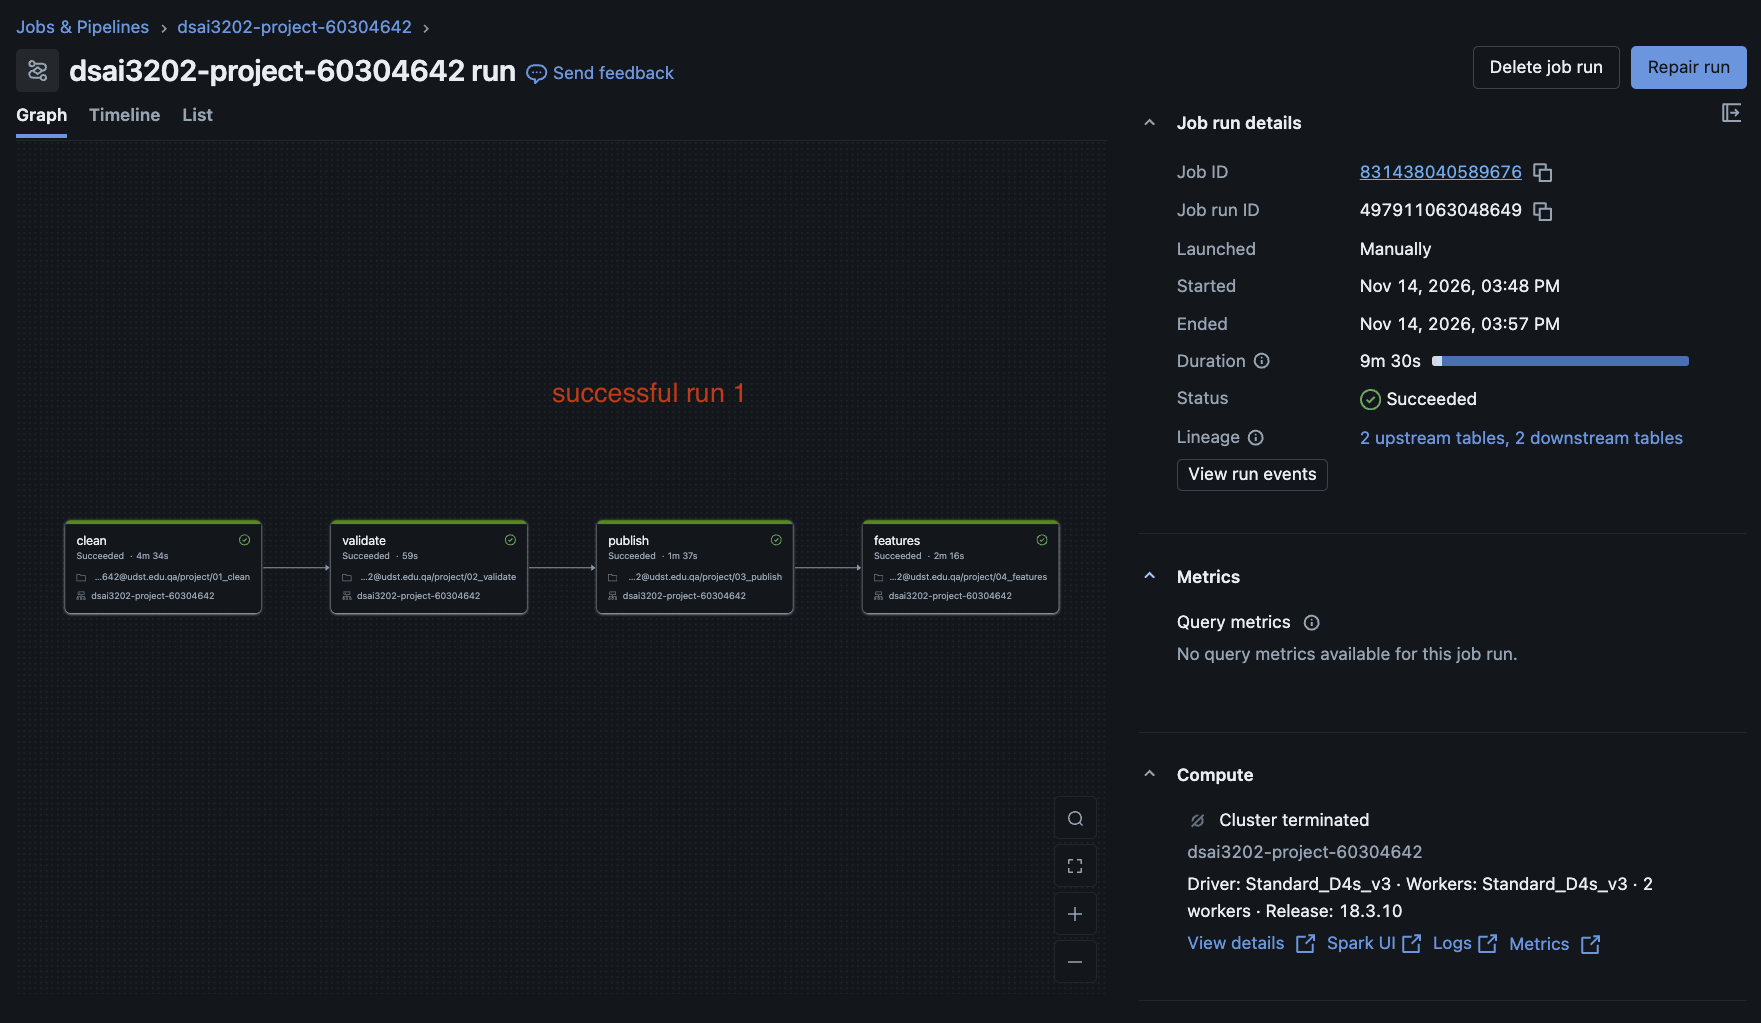 Jobs & Pipelines › dsai3202-project-60304642 ›
dsai3202-project-60304642 run
Send feedback
Delete job run
Repair run
Graph
Timeline
List
successful run 1
clean
Succeeded · 4m 34s
...642@udst.edu.qa/project/01_clean
dsai3202-project-60304642
validate
Succeeded · 59s
...2@udst.edu.qa/project/02_validate
dsai3202-project-60304642
publish
Succeeded · 1m 37s
...2@udst.edu.qa/project/03_publish
dsai3202-project-60304642
features
Succeeded · 2m 16s
...2@udst.edu.qa/project/04_features
dsai3202-project-60304642
Job run details
Job ID 831438040589676
Job run ID 497911063048649
Launched Manually
Started Nov 14, 2026, 03:48 PM
Ended Nov 14, 2026, 03:57 PM
Duration 9m 30s
Status Succeeded
Lineage 2 upstream tables, 2 downstream tables
View run events
Metrics
Query metrics
No query metrics available for this job run.
Compute
Cluster terminated
dsai3202-project-60304642
Driver: Standard_D4s_v3 · Workers: Standard_D4s_v3 · 2
workers · Release: 18.3.10
View details Spark UI Logs Metrics